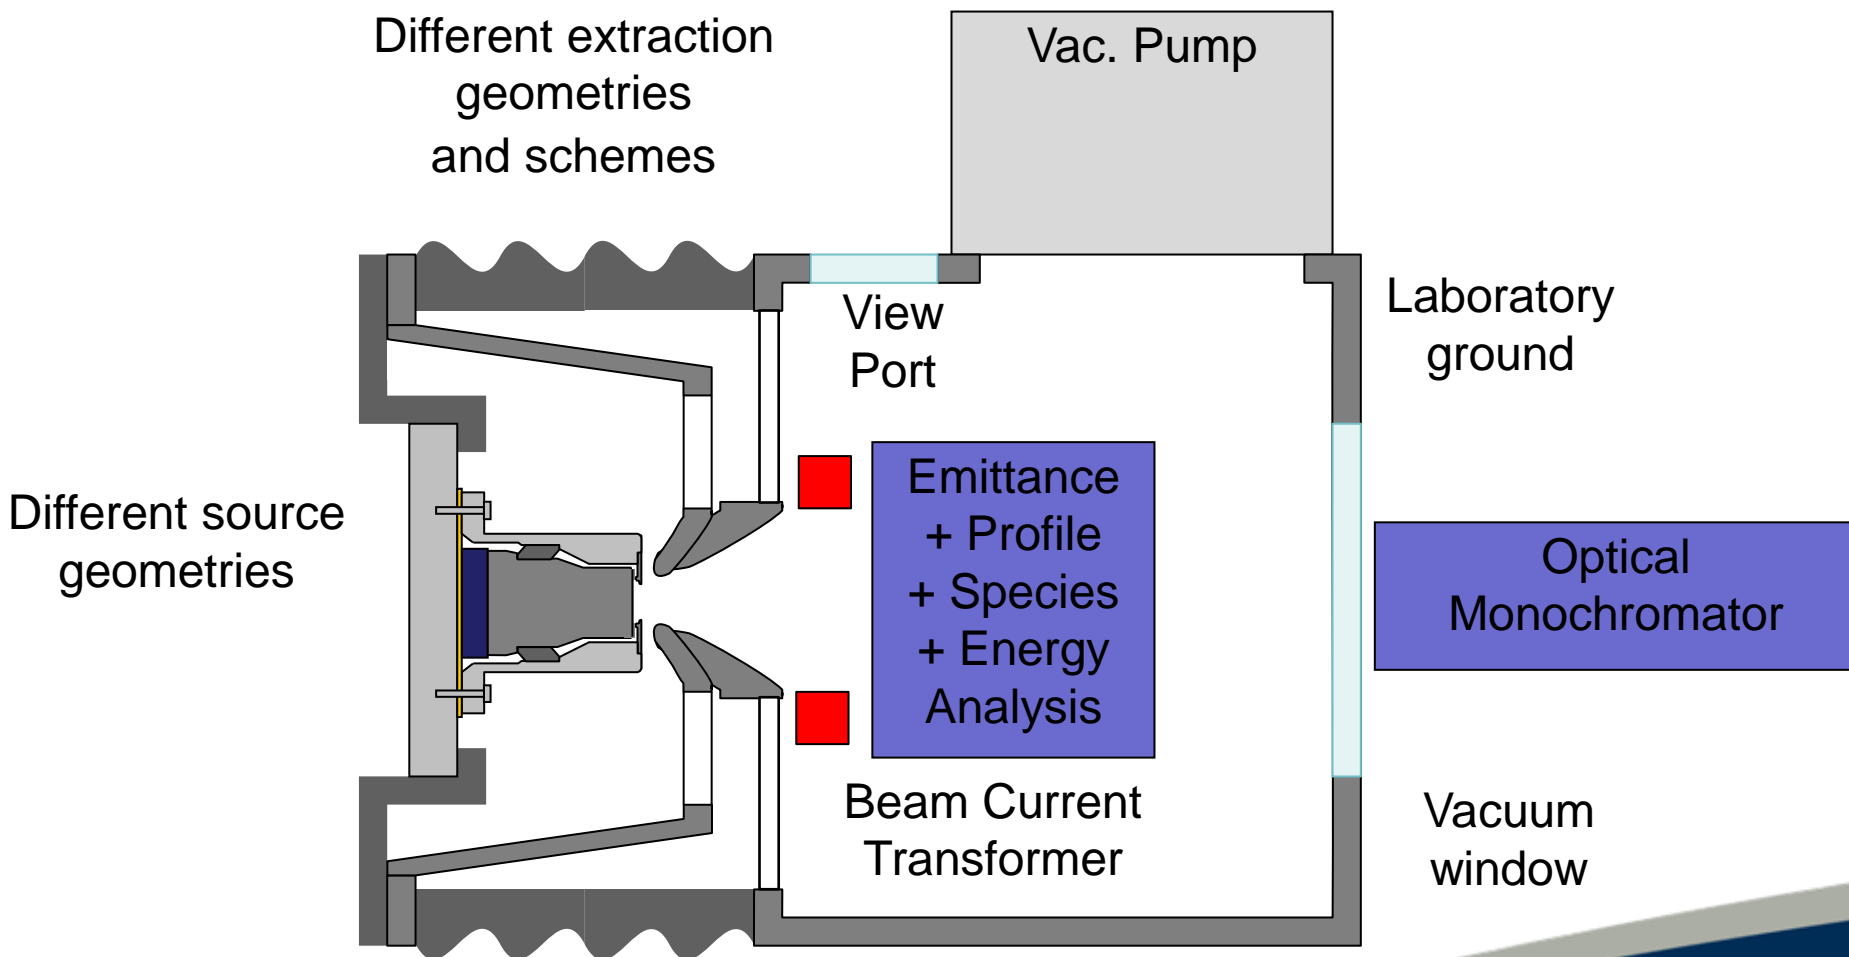 Different extraction
geometries
and schemes
Vac. Pump
View
Port
Laboratory
ground
Different source
geometries
Emittance
+ Profile
+ Species
+ Energy
Analysis
Optical
Monochromator
Beam Current
Transformer
Vacuum
window